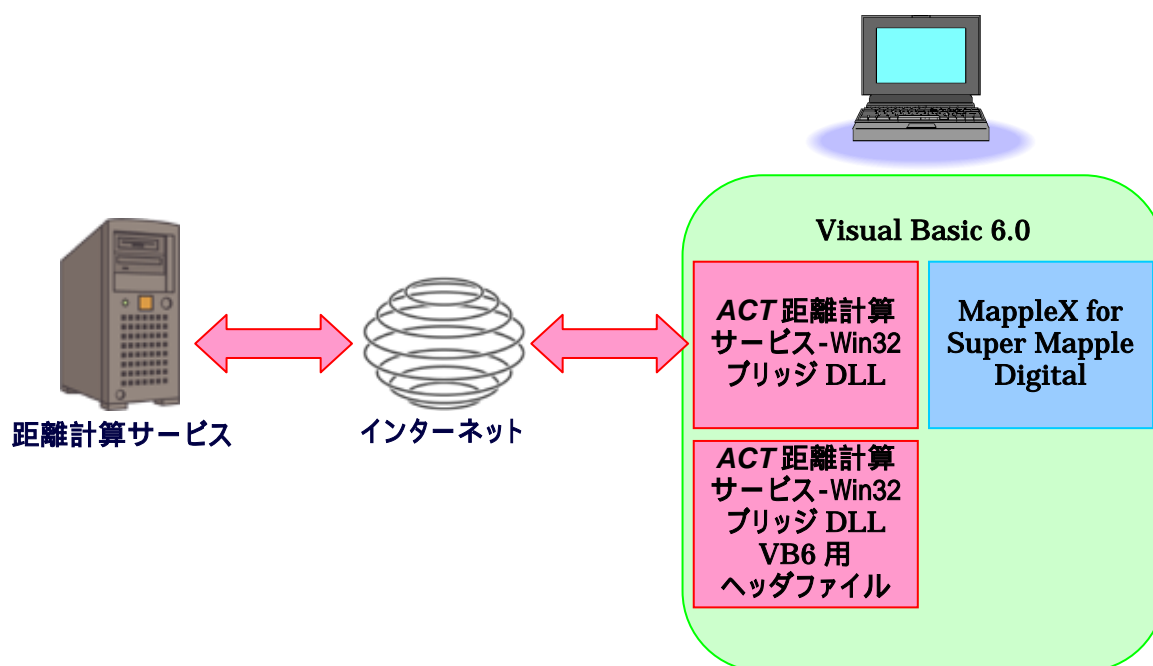 Visual Basic 6.0
ACT 距離計算
サービス-Win32
ブリッジ DLL
MappleX for
Super Mapple
Digital
距離計算サービス
インターネット
ACT 距離計算
サービス-Win32
ブリッジ DLL
VB6 用
ヘッダファイル